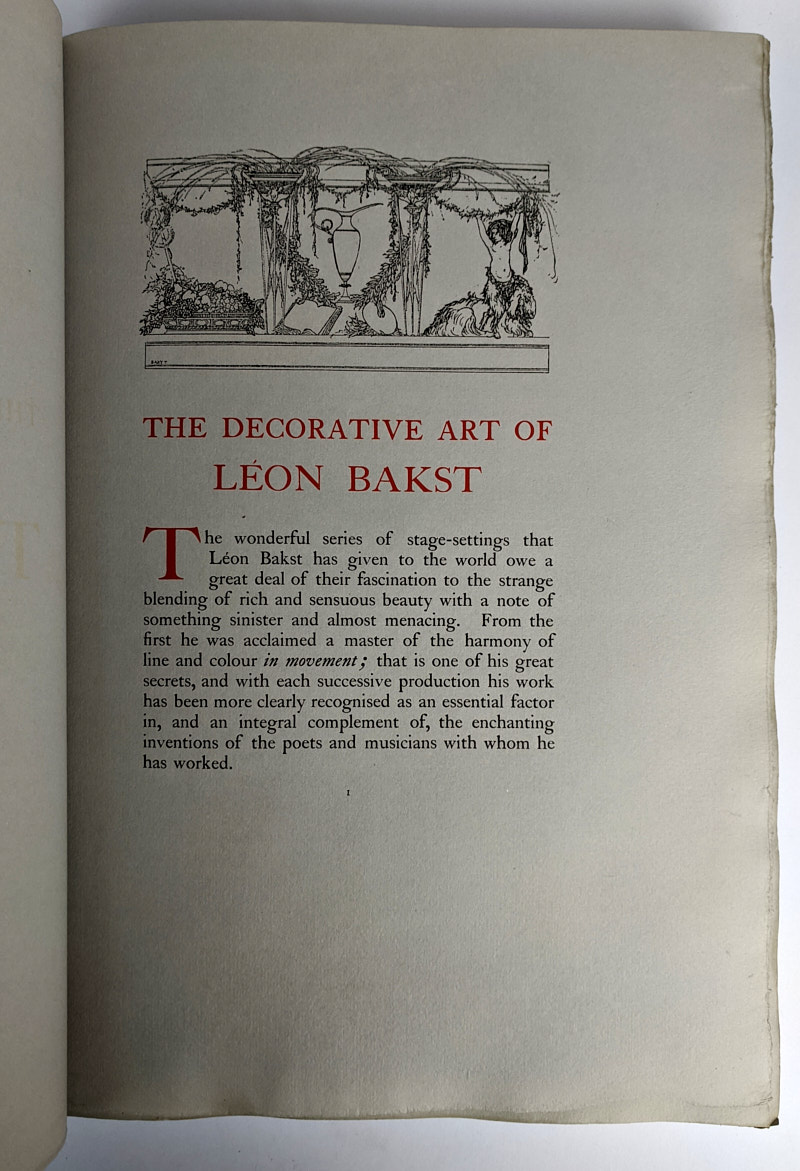 BAKST
THE DECORATIVE ART OF
LÉON BAKST
The wonderful series of stage-settings that
Léon Bakst has given to the world owe a
great deal of their fascination to the strange
blending of rich and sensuous beauty with a note of
something sinister and almost menacing. From the
first he was acclaimed a master of the harmony of
line and colour in movement; that is one of his great
secrets, and with each successive production his work
has been more clearly recognised as an essential factor
in, and an integral complement of, the enchanting
inventions of the poets and musicians with whom he
has worked.
1